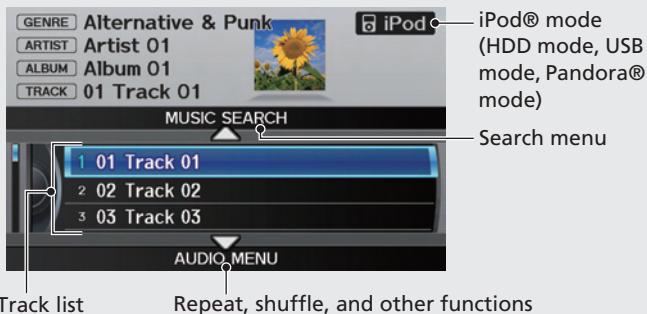 GENRE Alternative & Punk
ARTIST Artist 01
ALBUM Album 01
TRACK 01 Track 01
iPod
iPod® mode
(HDD mode, USB
mode, Pandora®
mode)
MUSIC SEARCH
Search menu
1 01 Track 01
2 02 Track 02
3 03 Track 03
AUDIO MENU
Track list
Repeat, shuffle, and other functions